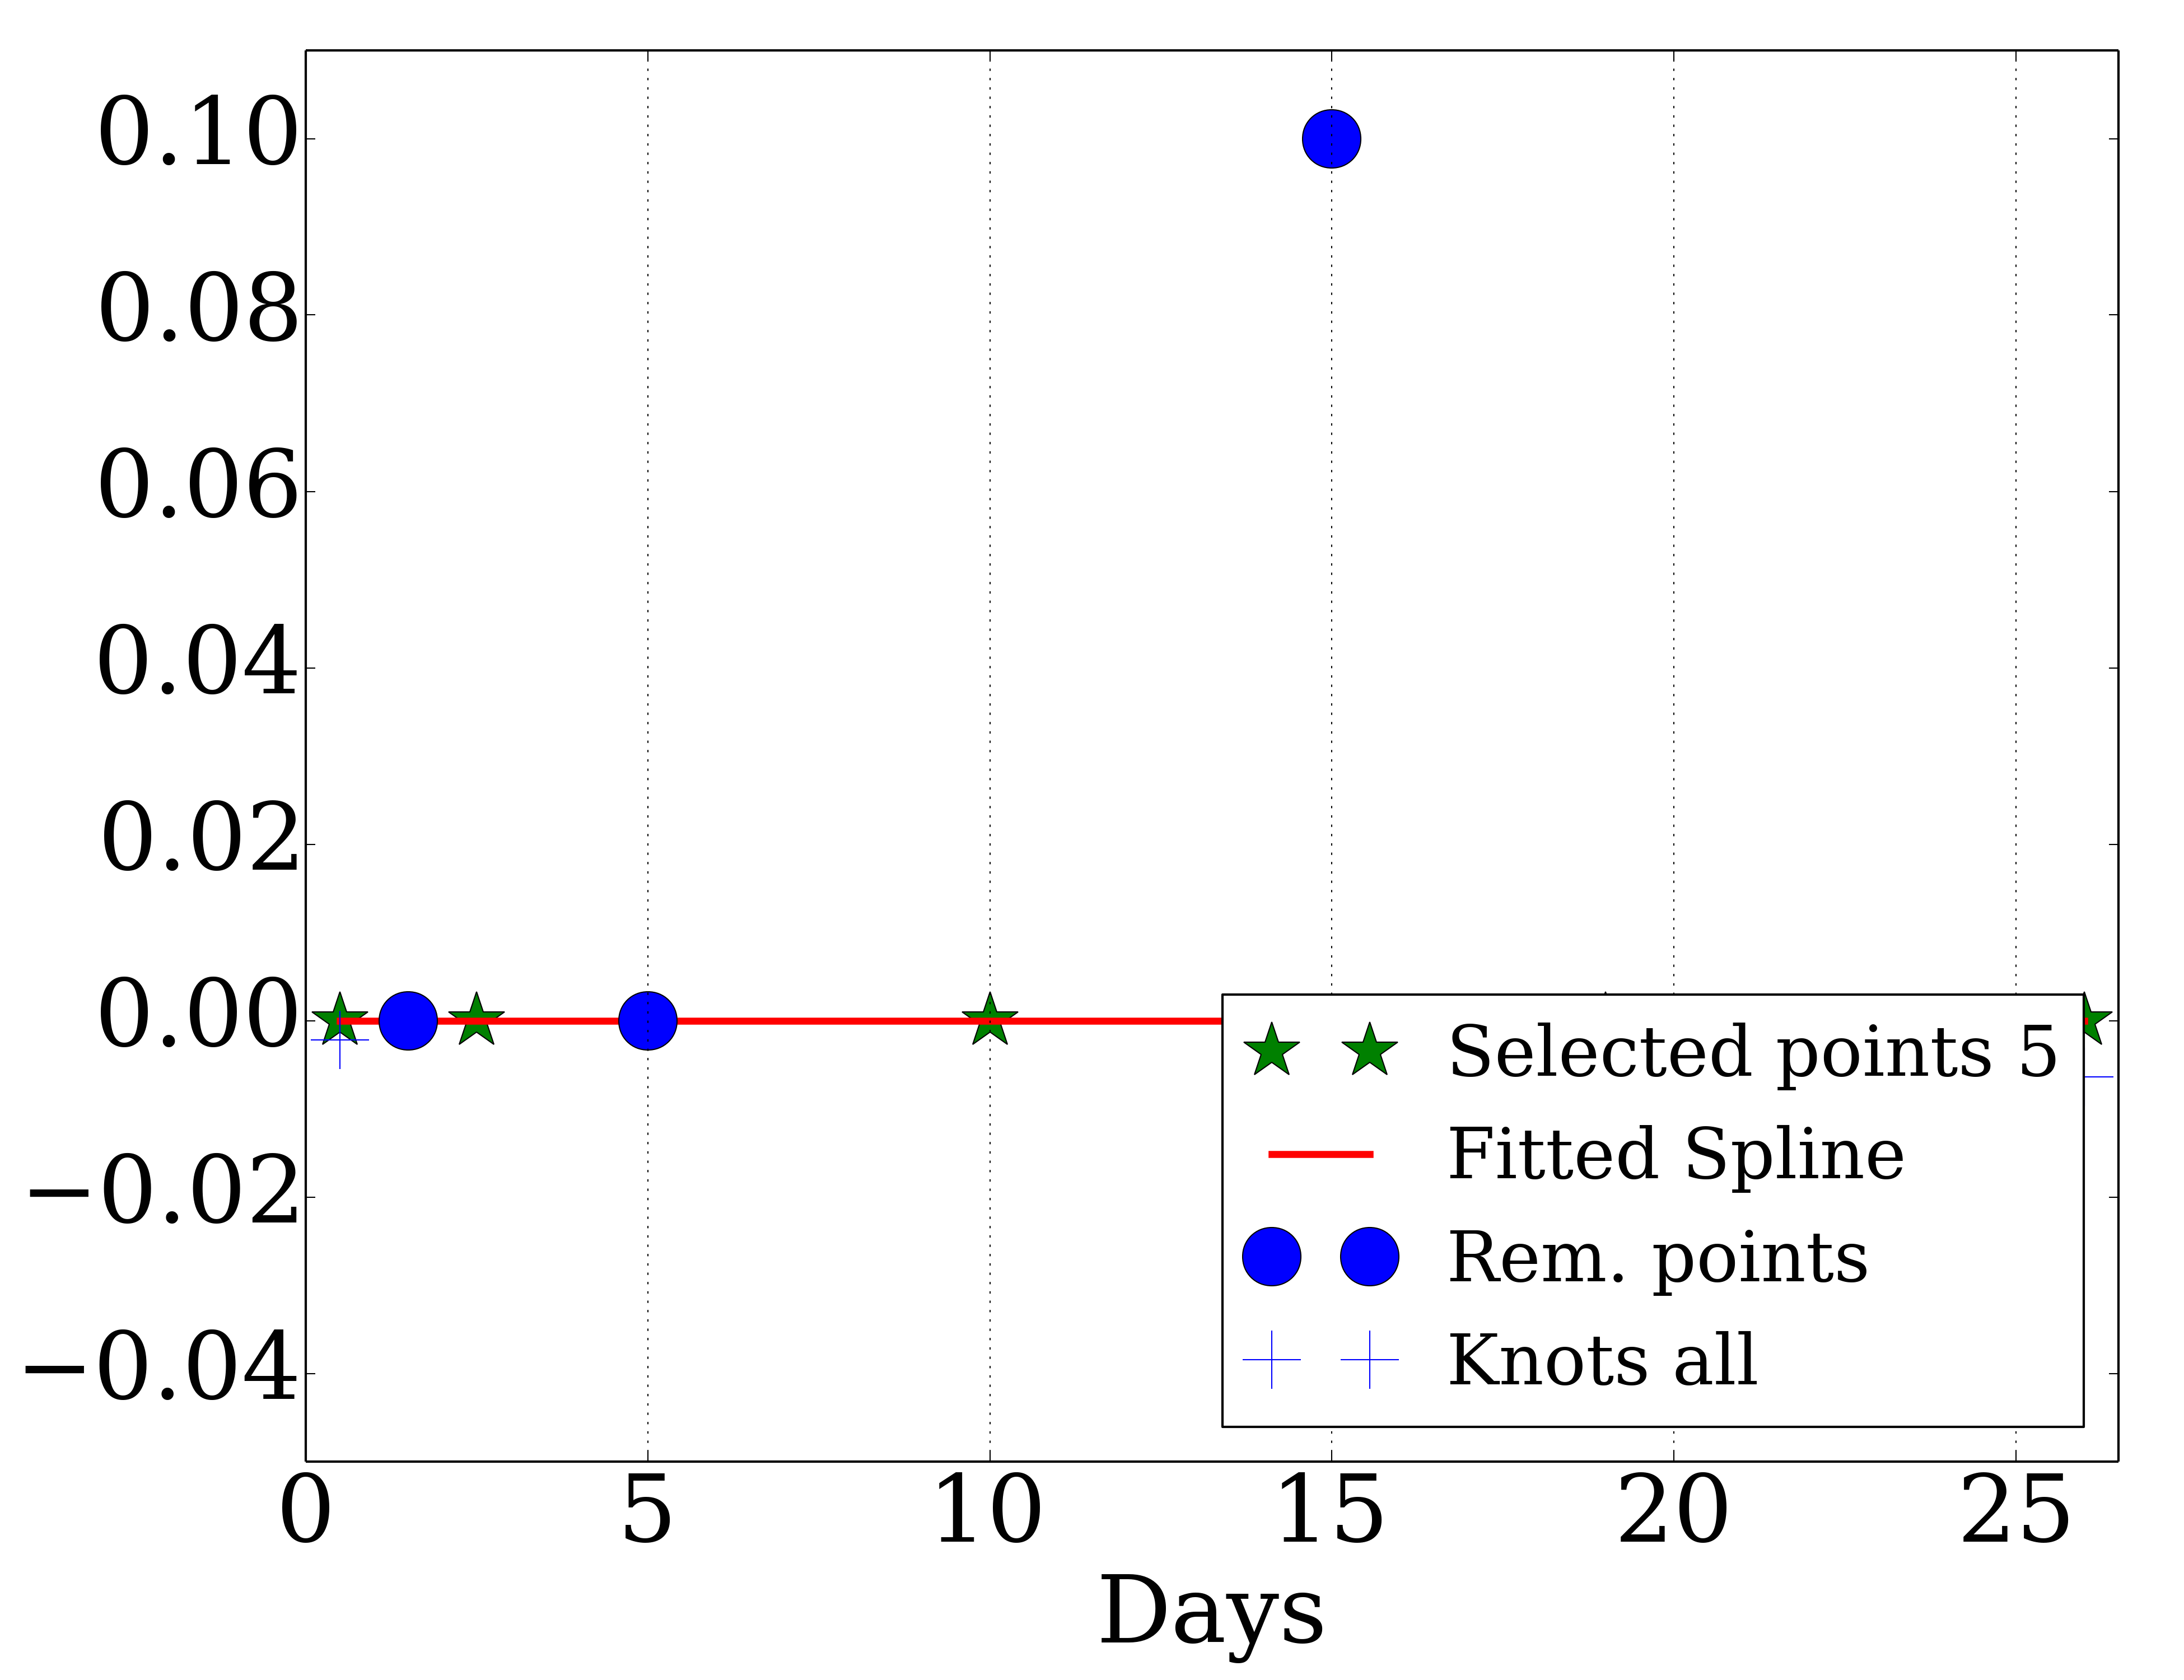 0.10
0.08
0.06
0.04
0.02
0.00
−0.02
−0.04
Selected points 5
Fitted Spline
Rem. points
Knots all
0 5 10 15 20 25
Days